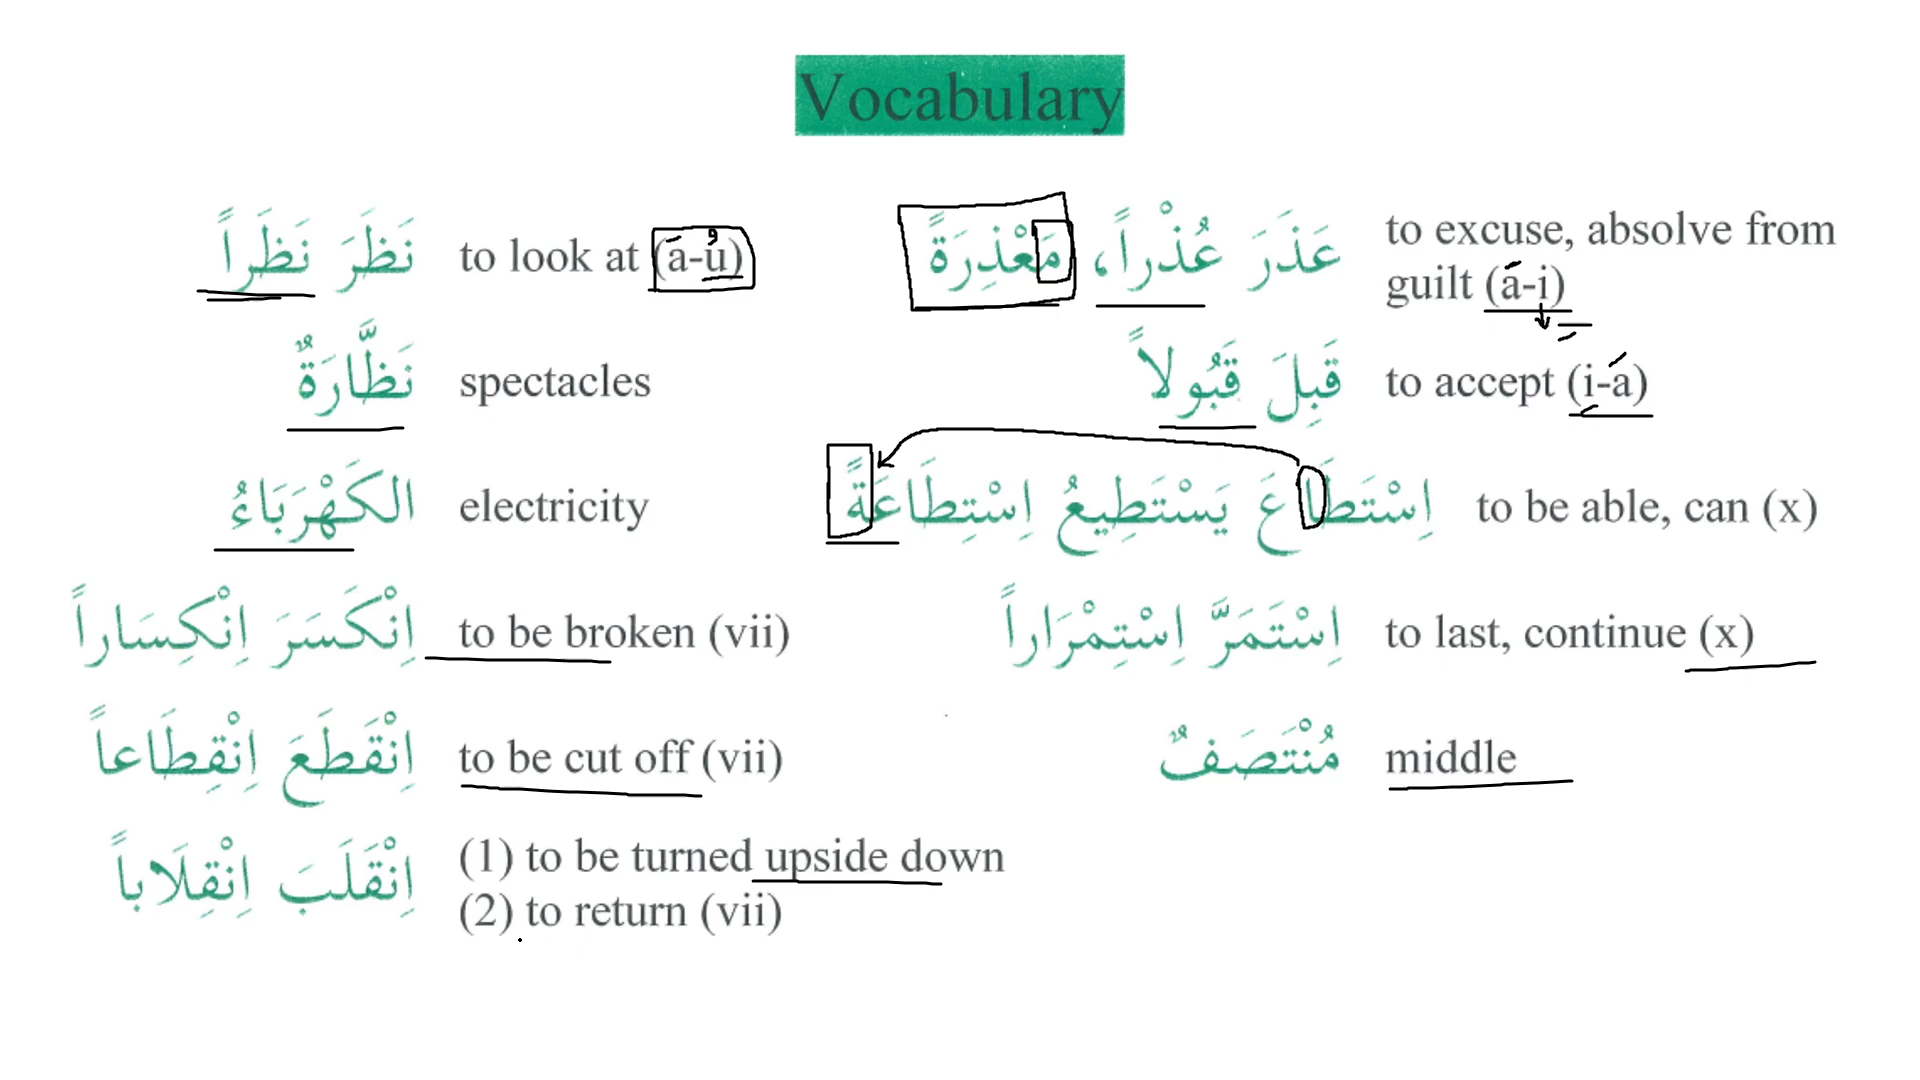 Vocabulary
نَظَرَ نَظَراً to look at (a-u)
نَظَّارَةٌ spectacles
الكَهْرَبَاءُ electricity
اِنْكَسَرَ اِنْكِسَاراً to be broken (vii)
اِنْقَطَعَ اِنْقِطَاعاً to be cut off (vii)
اِنْقَلَبَ اِنْقِلَاباً (1) to be turned upside down
(2) to return (vii)
عَذَرَ عُذْراً، مَعْذِرَةً to excuse, absolve from
guilt (a-i)
قَبِلَ قَبُولاً to accept (i-a)
اِسْتَطَاعَ يَسْتَطِيعُ اِسْتِطَاعَةً to be able, can (x)
اِسْتَمَرَّ اِسْتِمْرَاراً to last, continue (x)
مُنْتَصَفٌ middle